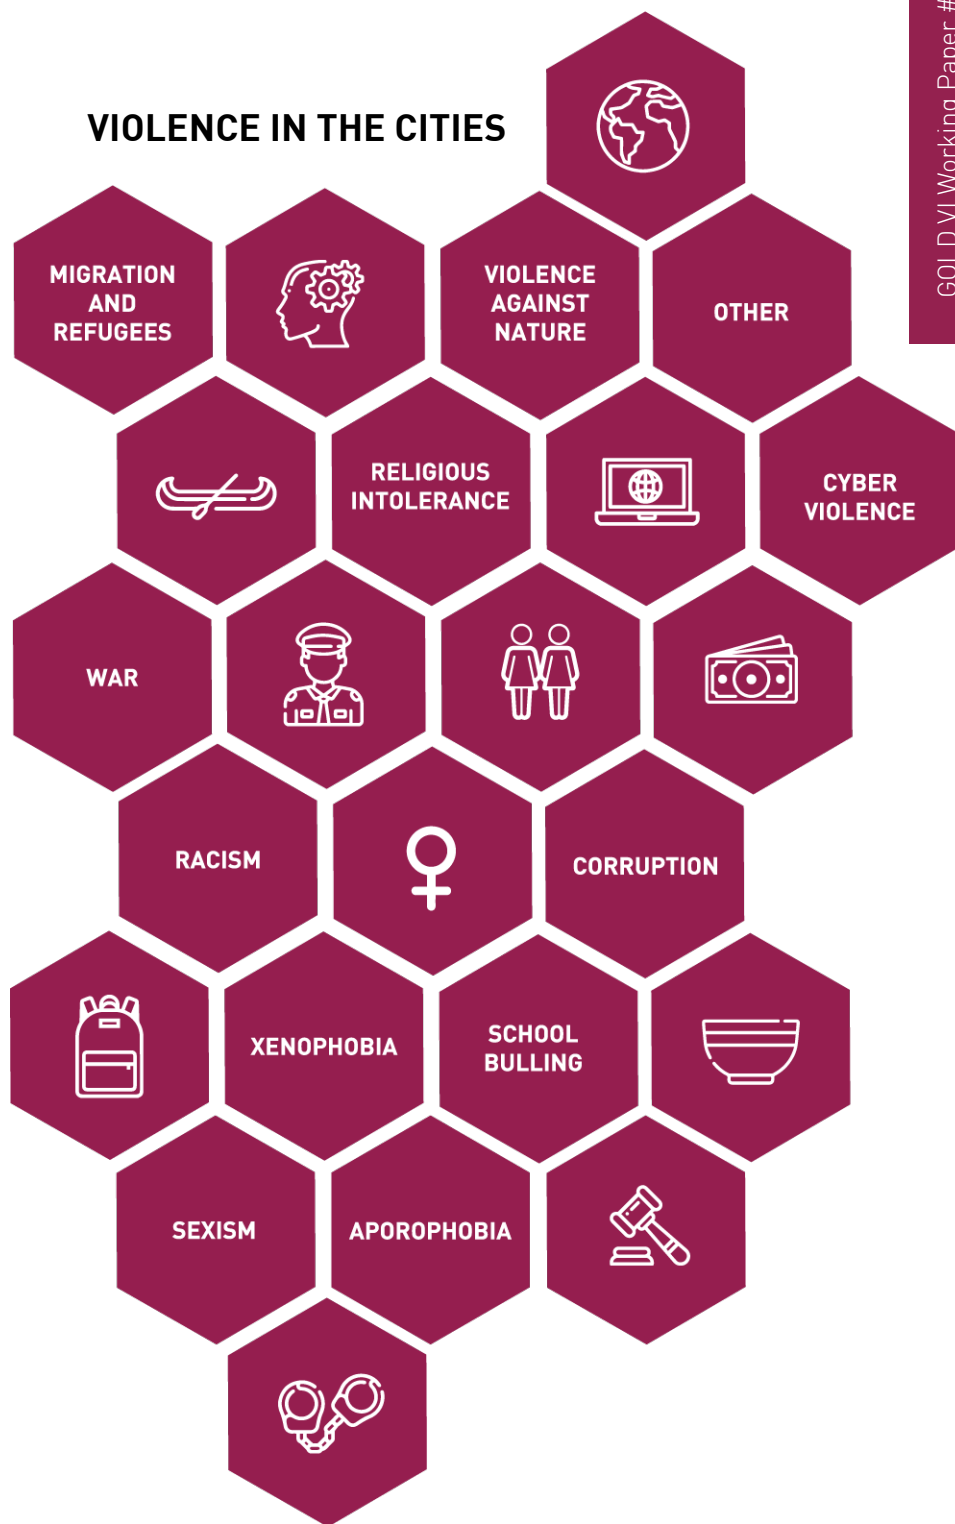 GOLD VI Working Paper #
VIOLENCE IN THE CITIES
MIGRATION
AND
REFUGEES
VIOLENCE
AGAINST
NATURE
OTHER
RELIGIOUS
INTOLERANCE
CYBER
VIOLENCE
WAR
RACISM
CORRUPTION
XENOPHOBIA
SCHOOL
BULLING
SEXISM
APOROPHOBIA